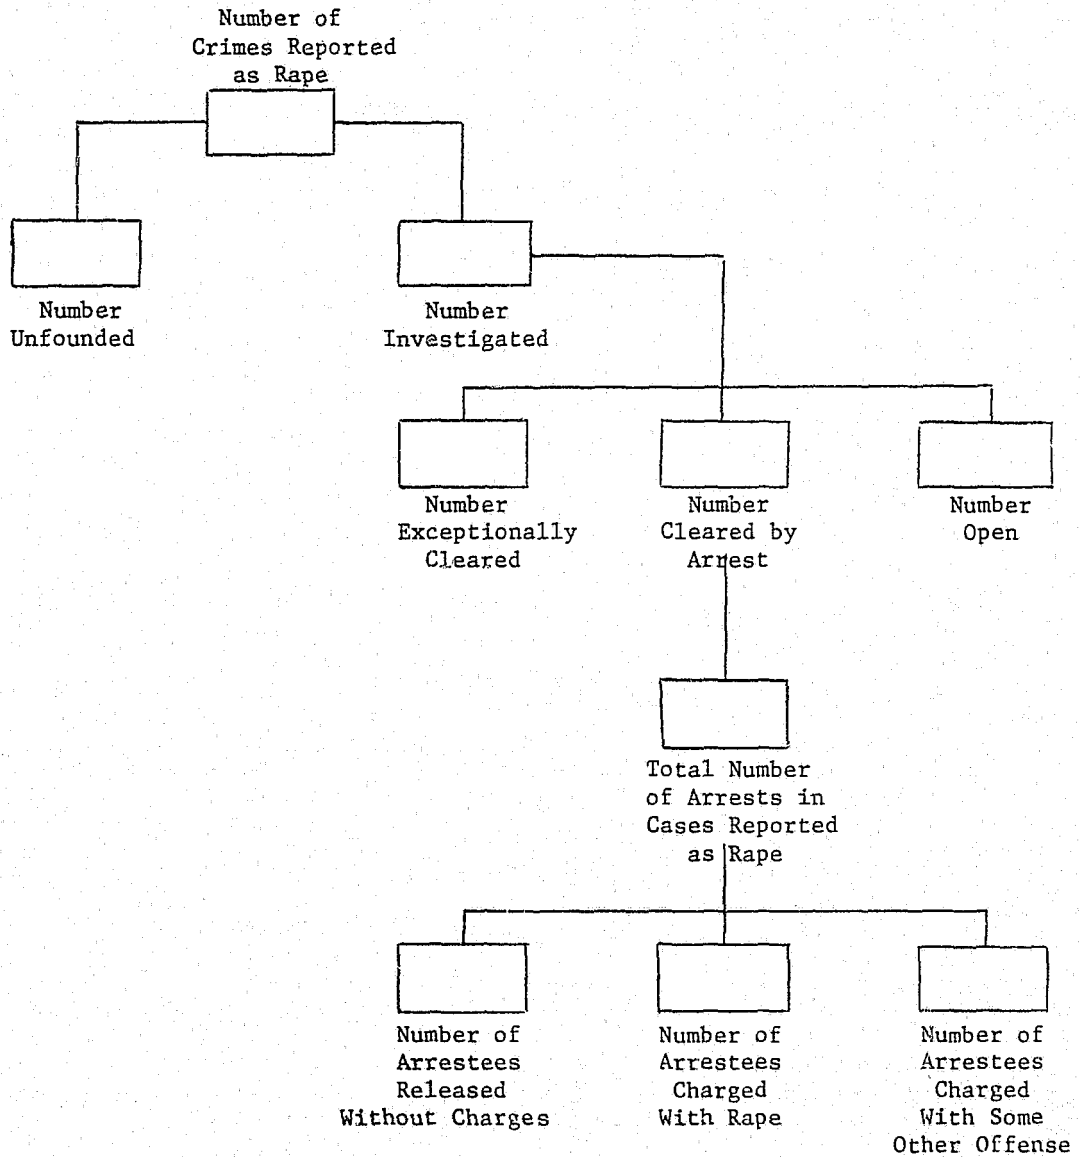 Number of
Crimes Reported
as Rape
Number
Unfounded
Number
Investigated
Number
Exceptionally
Cleared
Number
Cleared by
Arrest
Number
Open
Total Number
of Arrests in
Cases Reported
as Rape
Number of
Arrestees
Released
Without Charges
Number of
Arrestees
Charged
With Rape
Number of
Arrestees
Charged
With Some
Other Offense